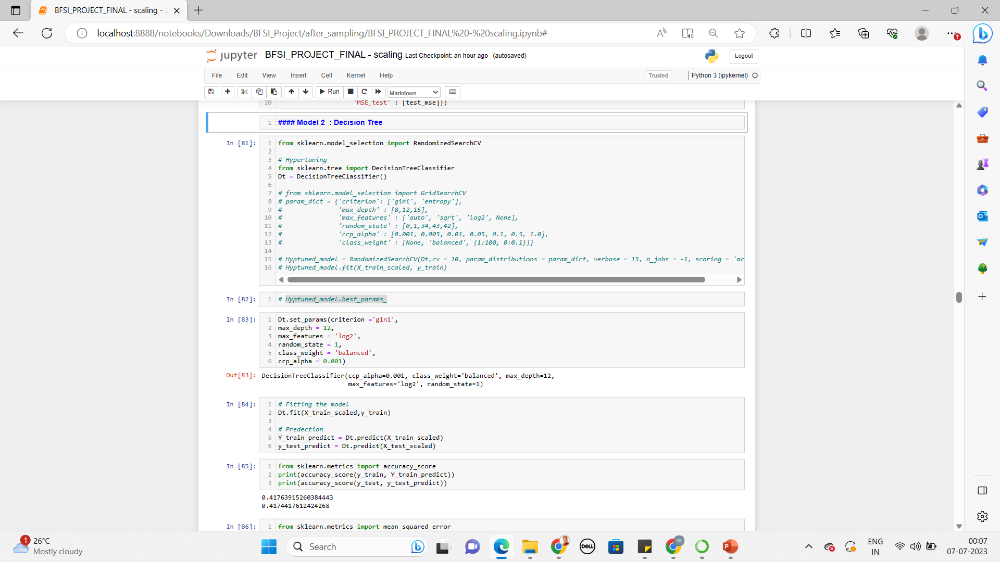 BFSI_PROJECT_FINAL - scaling - J
localhost:8888/notebooks/Downloads/BFSI_Project/after_sampling/BFSI_PROJECT_FINAL%20-%20scaling.ipynb#
jupyter BFSI_PROJECT_FINAL - scaling Last Checkpoint: an hour ago (autosaved)
Logout
File Edit View Insert Cell Kernel Help
Trusted
Python 3 (ipykernel)
Run
Markdown
20 'MSE_test' : [test_mse]})
1 #### Model 2  : Decision Tree
In [81]:
1 from sklearn.model_selection import RandomizedSearchCV
2
3 # Hypertuning
4 from sklearn.tree import DecisionTreeClassifier
5 Dt = DecisionTreeClassifier()
6
7 # from sklearn.model_selection import GridSearchCV
8 # param_dict = {'criterion': ['gini', 'entropy'],
9 #               'max_depth' : [8,12,16],
10 #               'max_features' : ['auto', 'sqrt', 'log2', None],
11 #               'random_state' : [0,1,34,43,42],
12 #               'ccp_alpha' : [0.001, 0.005, 0.01, 0.05, 0.1, 0.5, 1.0],
13 #               'class_weight' : [None, 'balanced', {1:100, 0:0.1}]}
14
15 # Hyptuned_model = RandomizedSearchCV(Dt,cv = 10, param_distributions = param_dict, verbose = 15, n_jobs = -1, scoring = 'ac
16 # Hyptuned_model.fit(X_train_scaled, y_train)
In [82]:
1 # Hyptuned_model.best_params_
In [83]:
1 Dt.set_params(criterion ='gini',
2 max_depth = 12,
3 max_features = 'log2',
4 random_state = 1,
5 class_weight = 'balanced',
6 ccp_alpha = 0.001)
Out[83]: DecisionTreeClassifier(ccp_alpha=0.001, class_weight='balanced', max_depth=12,
max_features='log2', random_state=1)
In [84]:
1 # Fitting the model
2 Dt.fit(X_train_scaled,y_train)
3
4 # Predection
5 Y_train_predict = Dt.predict(X_train_scaled)
6 y_test_predict = Dt.predict(X_test_scaled)
In [85]:
1 from sklearn.metrics import accuracy_score
2 print(accuracy_score(y_train, Y_train_predict))
3 print(accuracy_score(y_test, y_test_predict))
0.41763915260384443
0.4174417612424268
In [86]:
1 from sklearn.metrics import mean_squared_error
1
26°C
Mostly cloudy
Search
DELL
m
P
ENG
IN
00:07
07-07-2023